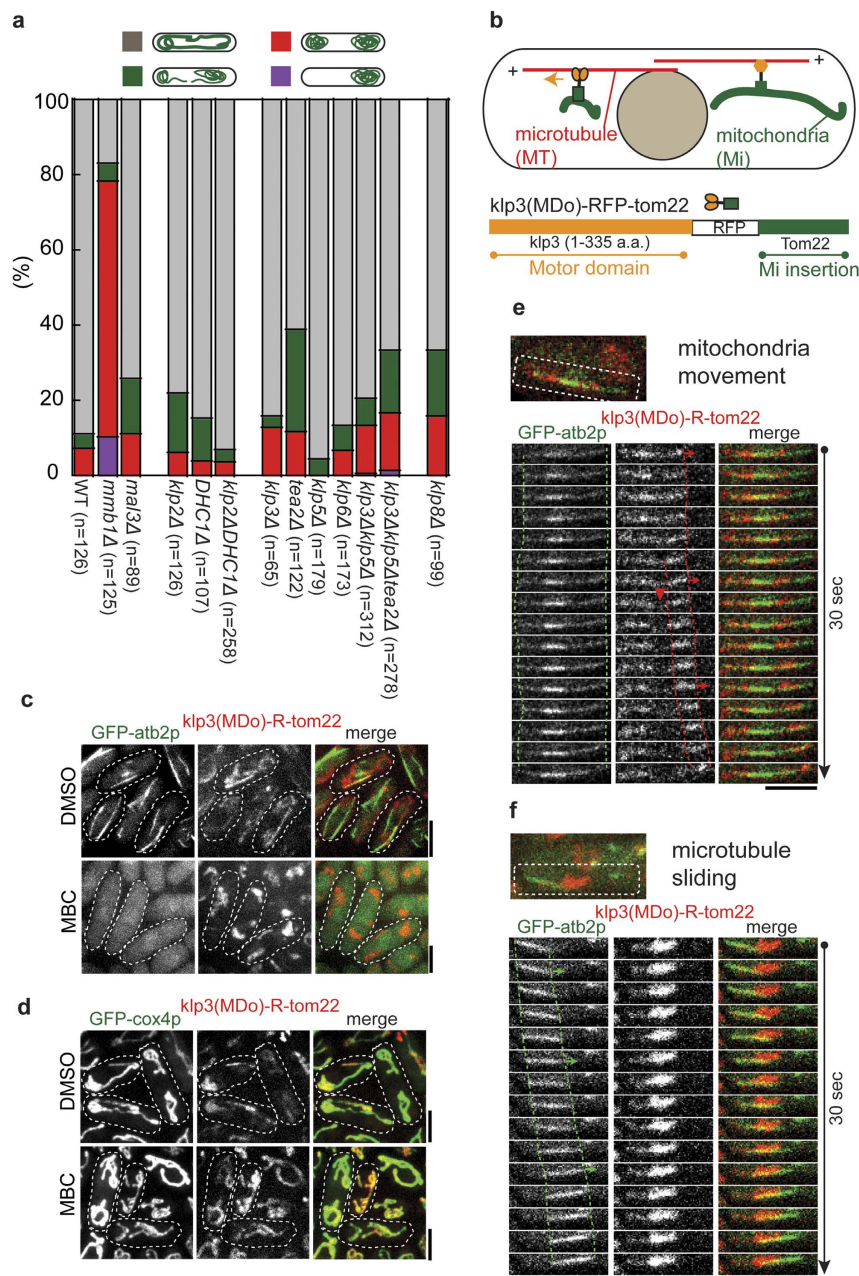 a
100
80
60
40
20
0
(%)
WT (n=126)
mmb1Δ (n=125)
mal3Δ (n=89)
klp2Δ (n=126)
DHC1Δ (n=107)
klp2ΔDHC1Δ (n=258)
klp3Δ (n=65)
tea2Δ (n=122)
klp5Δ (n=179)
klp6Δ (n=173)
klp3Δklp5Δ (n=312)
klp3Δklp5Δtea2Δ (n=278)
klp8Δ (n=99)
b
+
+
microtubule
(MT)
mitochondria
(Mi)
klp3(MDo)-RFP-tom22
RFP
klp3 (1-335 a.a.)
Tom22
Motor domain
Mi insertion
c
klp3(MDo)-R-tom22
GFP-atb2p
merge
DMSO
MBC
d
klp3(MDo)-R-tom22
GFP-cox4p
merge
DMSO
MBC
e
mitochondria
movement
klp3(MDo)-R-tom22
GFP-atb2p
merge
30 sec
f
microtubule
sliding
klp3(MDo)-R-tom22
GFP-atb2p
merge
30 sec